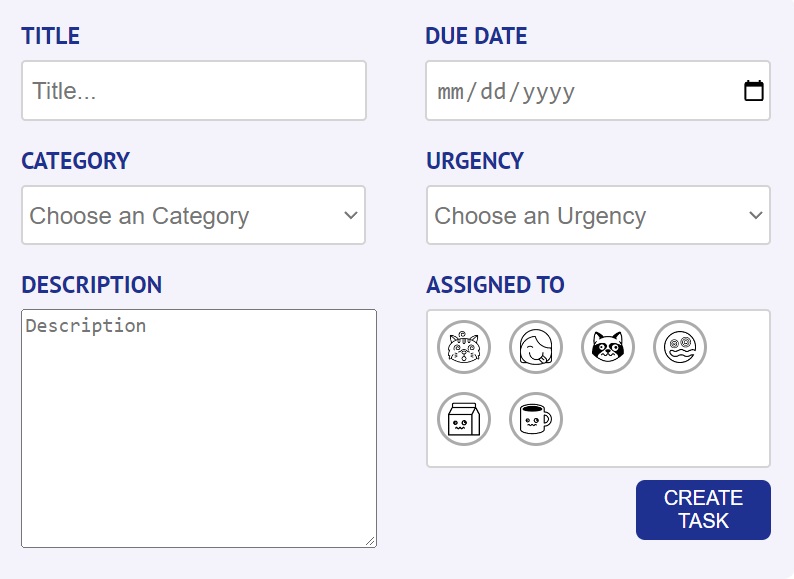 TITLE
DUE DATE
Title...
mm/dd/yyyy
CATEGORY
URGENCY
Choose an Category
Choose an Urgency
DESCRIPTION
ASSIGNED TO
Description
CREATE
TASK